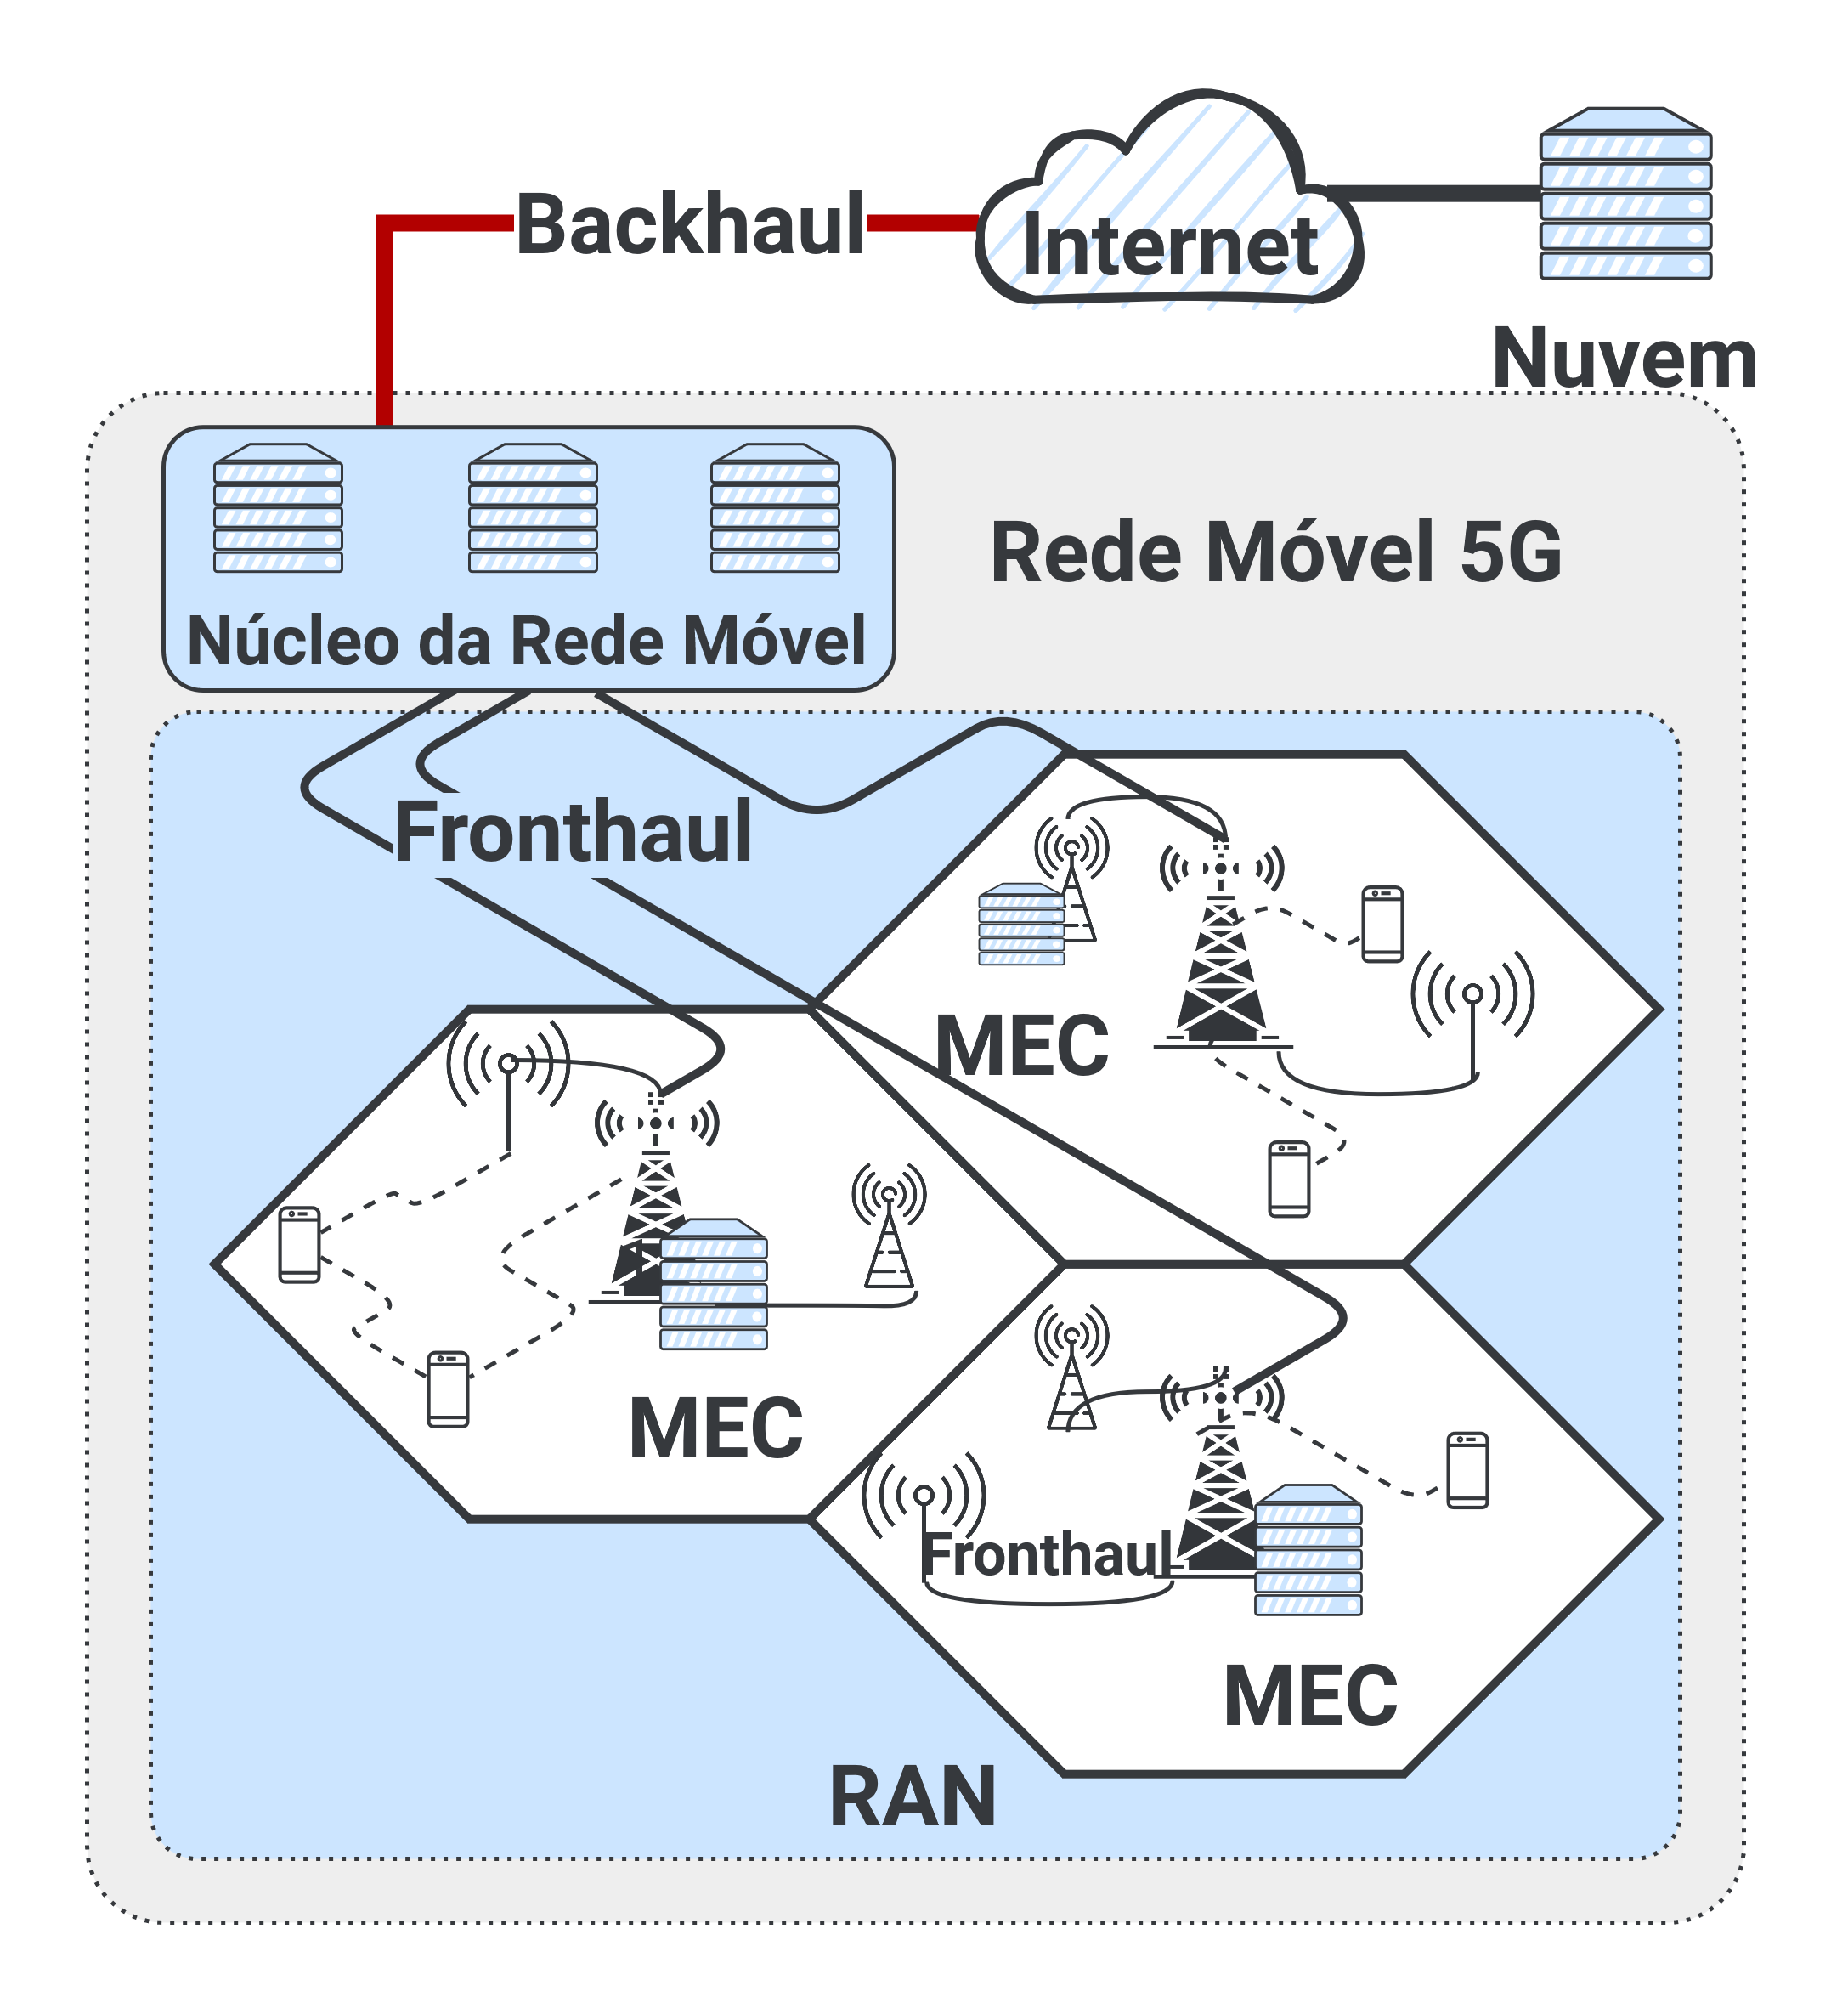 Backhaul
Internet
Nuvem
Rede Móvel 5G
Núcleo da Rede Móvel
Fronthaul
MEC
MEC
Fronthaul
MEC
RAN